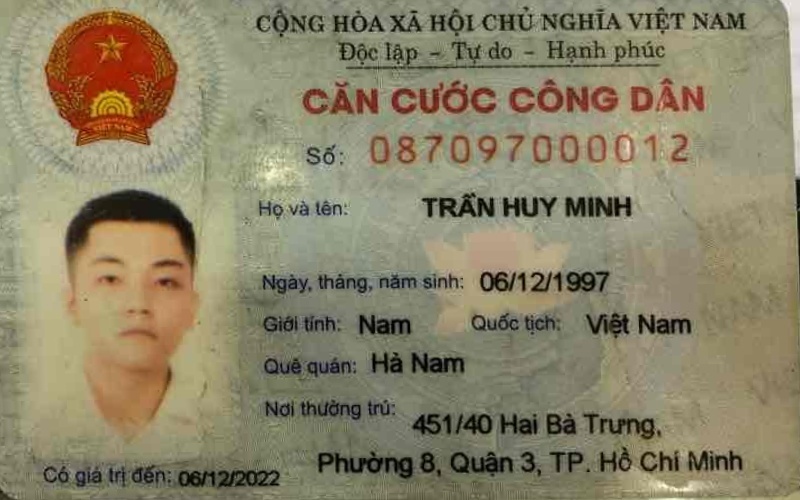 CỘNG HÒA XÃ HỘI CHỦ NGHĨA VIỆT NAM
Độc lập - Tự do - Hạnh phúc
CĂN CƯỚC CÔNG DÂN
Số: 087097000012
Họ và tên: TRẦN HUY MINH
Ngày, tháng, năm sinh: 06/12/1997
Giới tính: Nam Quốc tịch: Việt Nam
Quê quán: Hà Nam
Nơi thường trú: 451/40 Hai Bà Trưng,
Phường 8, Quận 3, TP. Hồ Chí Minh
Có giá trị đến: 06/12/2022
VIỆT NAM